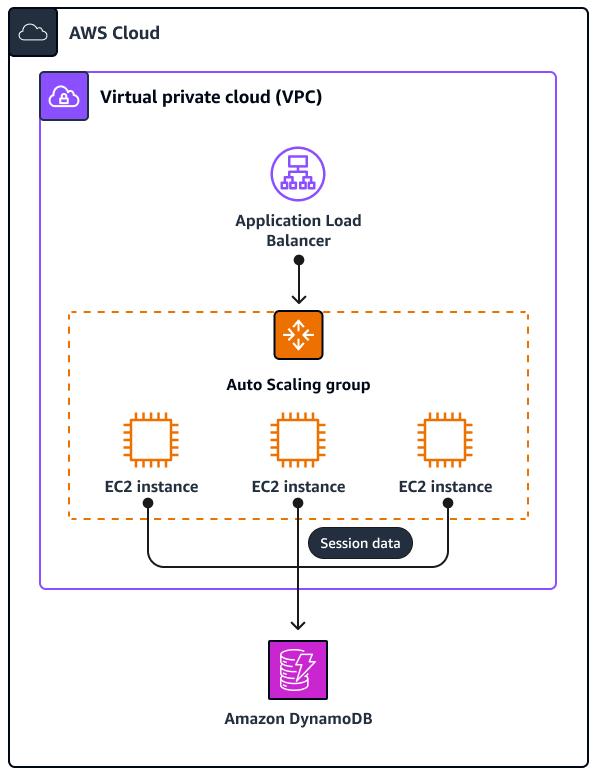 AWS Cloud
Virtual private cloud (VPC)
Application Load
Balancer
Auto Scaling group
EC2 instance
EC2 instance
EC2 instance
Session data
Amazon DynamoDB